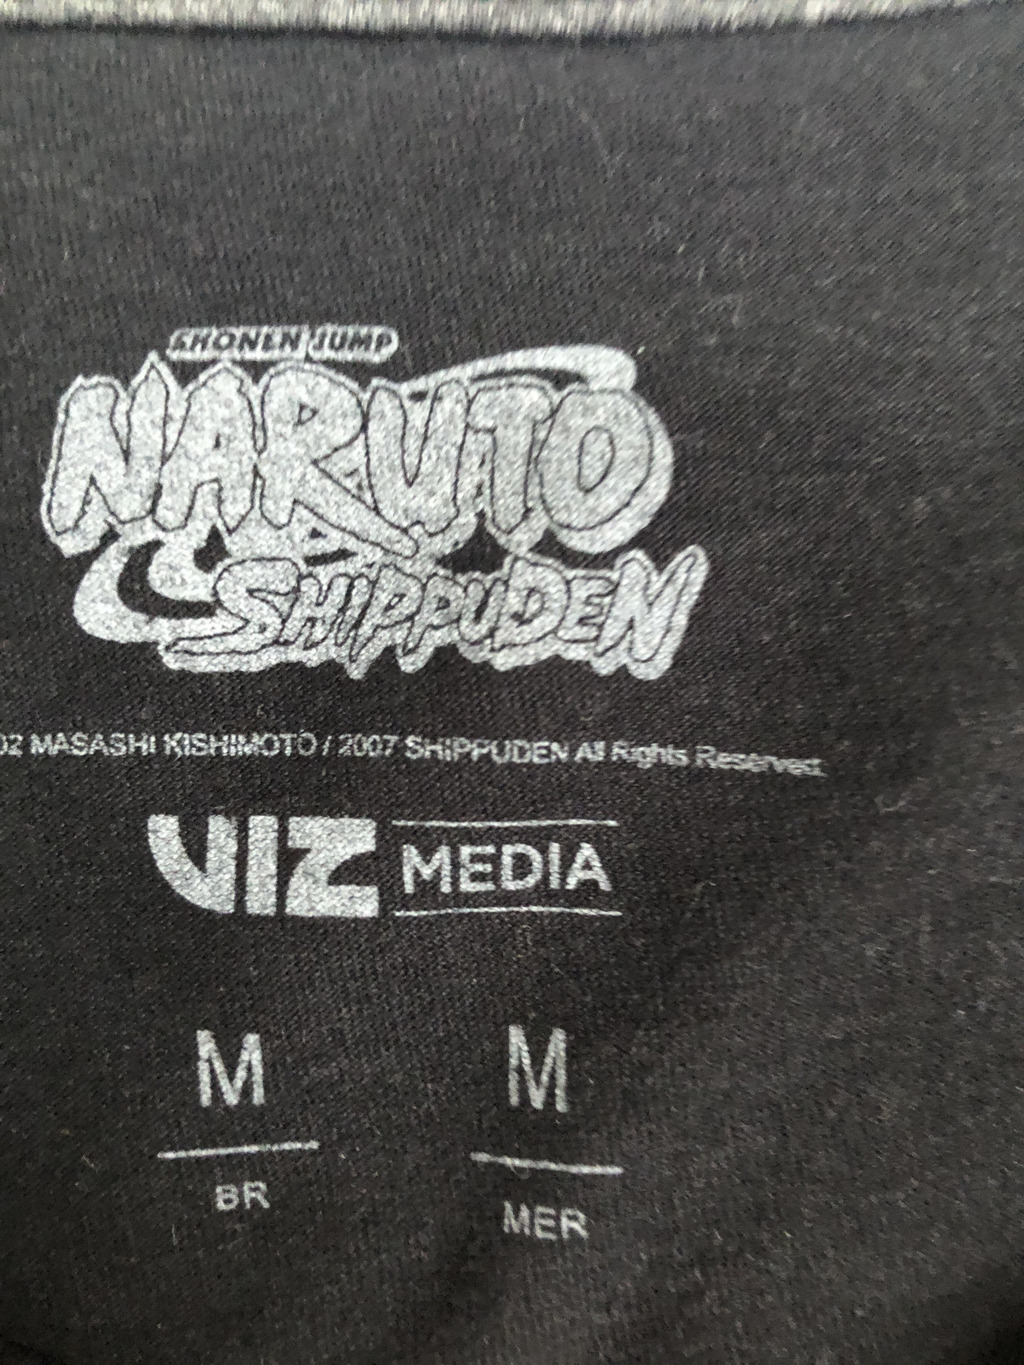 SHONEN JUMP
NARUTO
SHIPPUDEN
02 MASASHI KISHIMOTO / 2007 SHIPPUDEN All Rights Reserved.
VIZ MEDIA
M M
BR MER